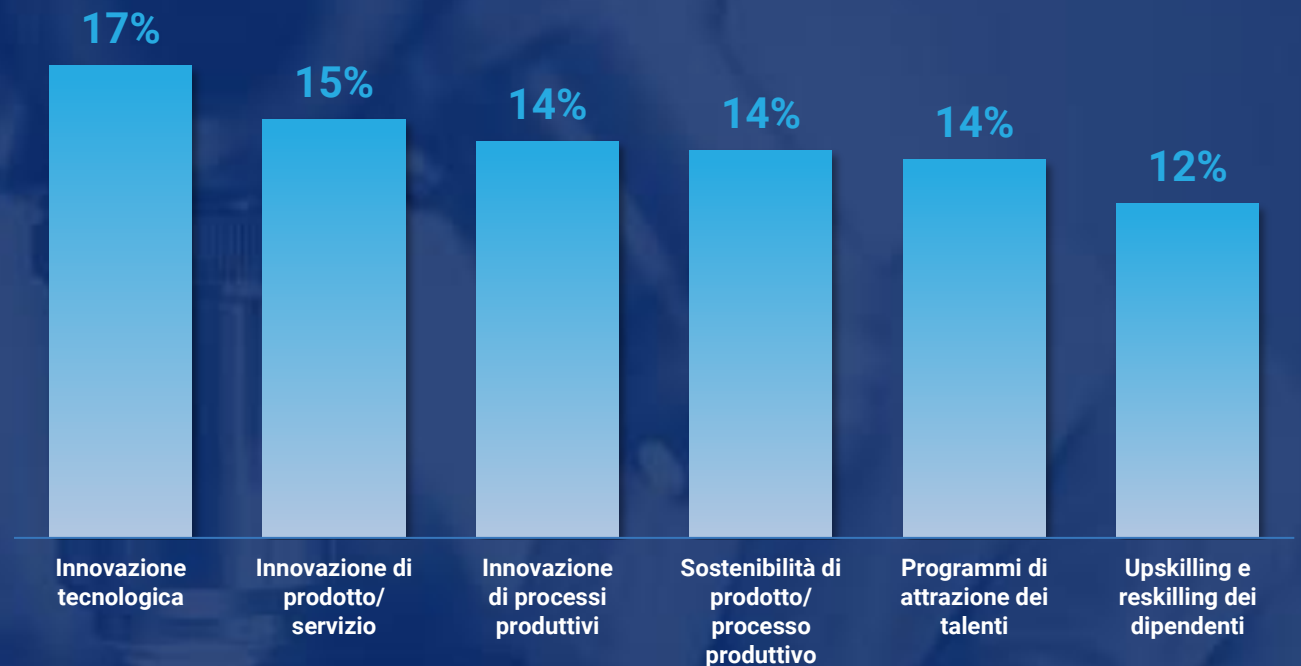 17%
15%
14%
14%
14%
12%
Innovazione
tecnologica
Innovazione di
prodotto/
servizio
Innovazione
di processi
produttivi
Sostenibilità di
prodotto/
processo
produttivo
Programmi di
attrazione dei
talenti
Upskilling e
reskilling dei
dipendenti